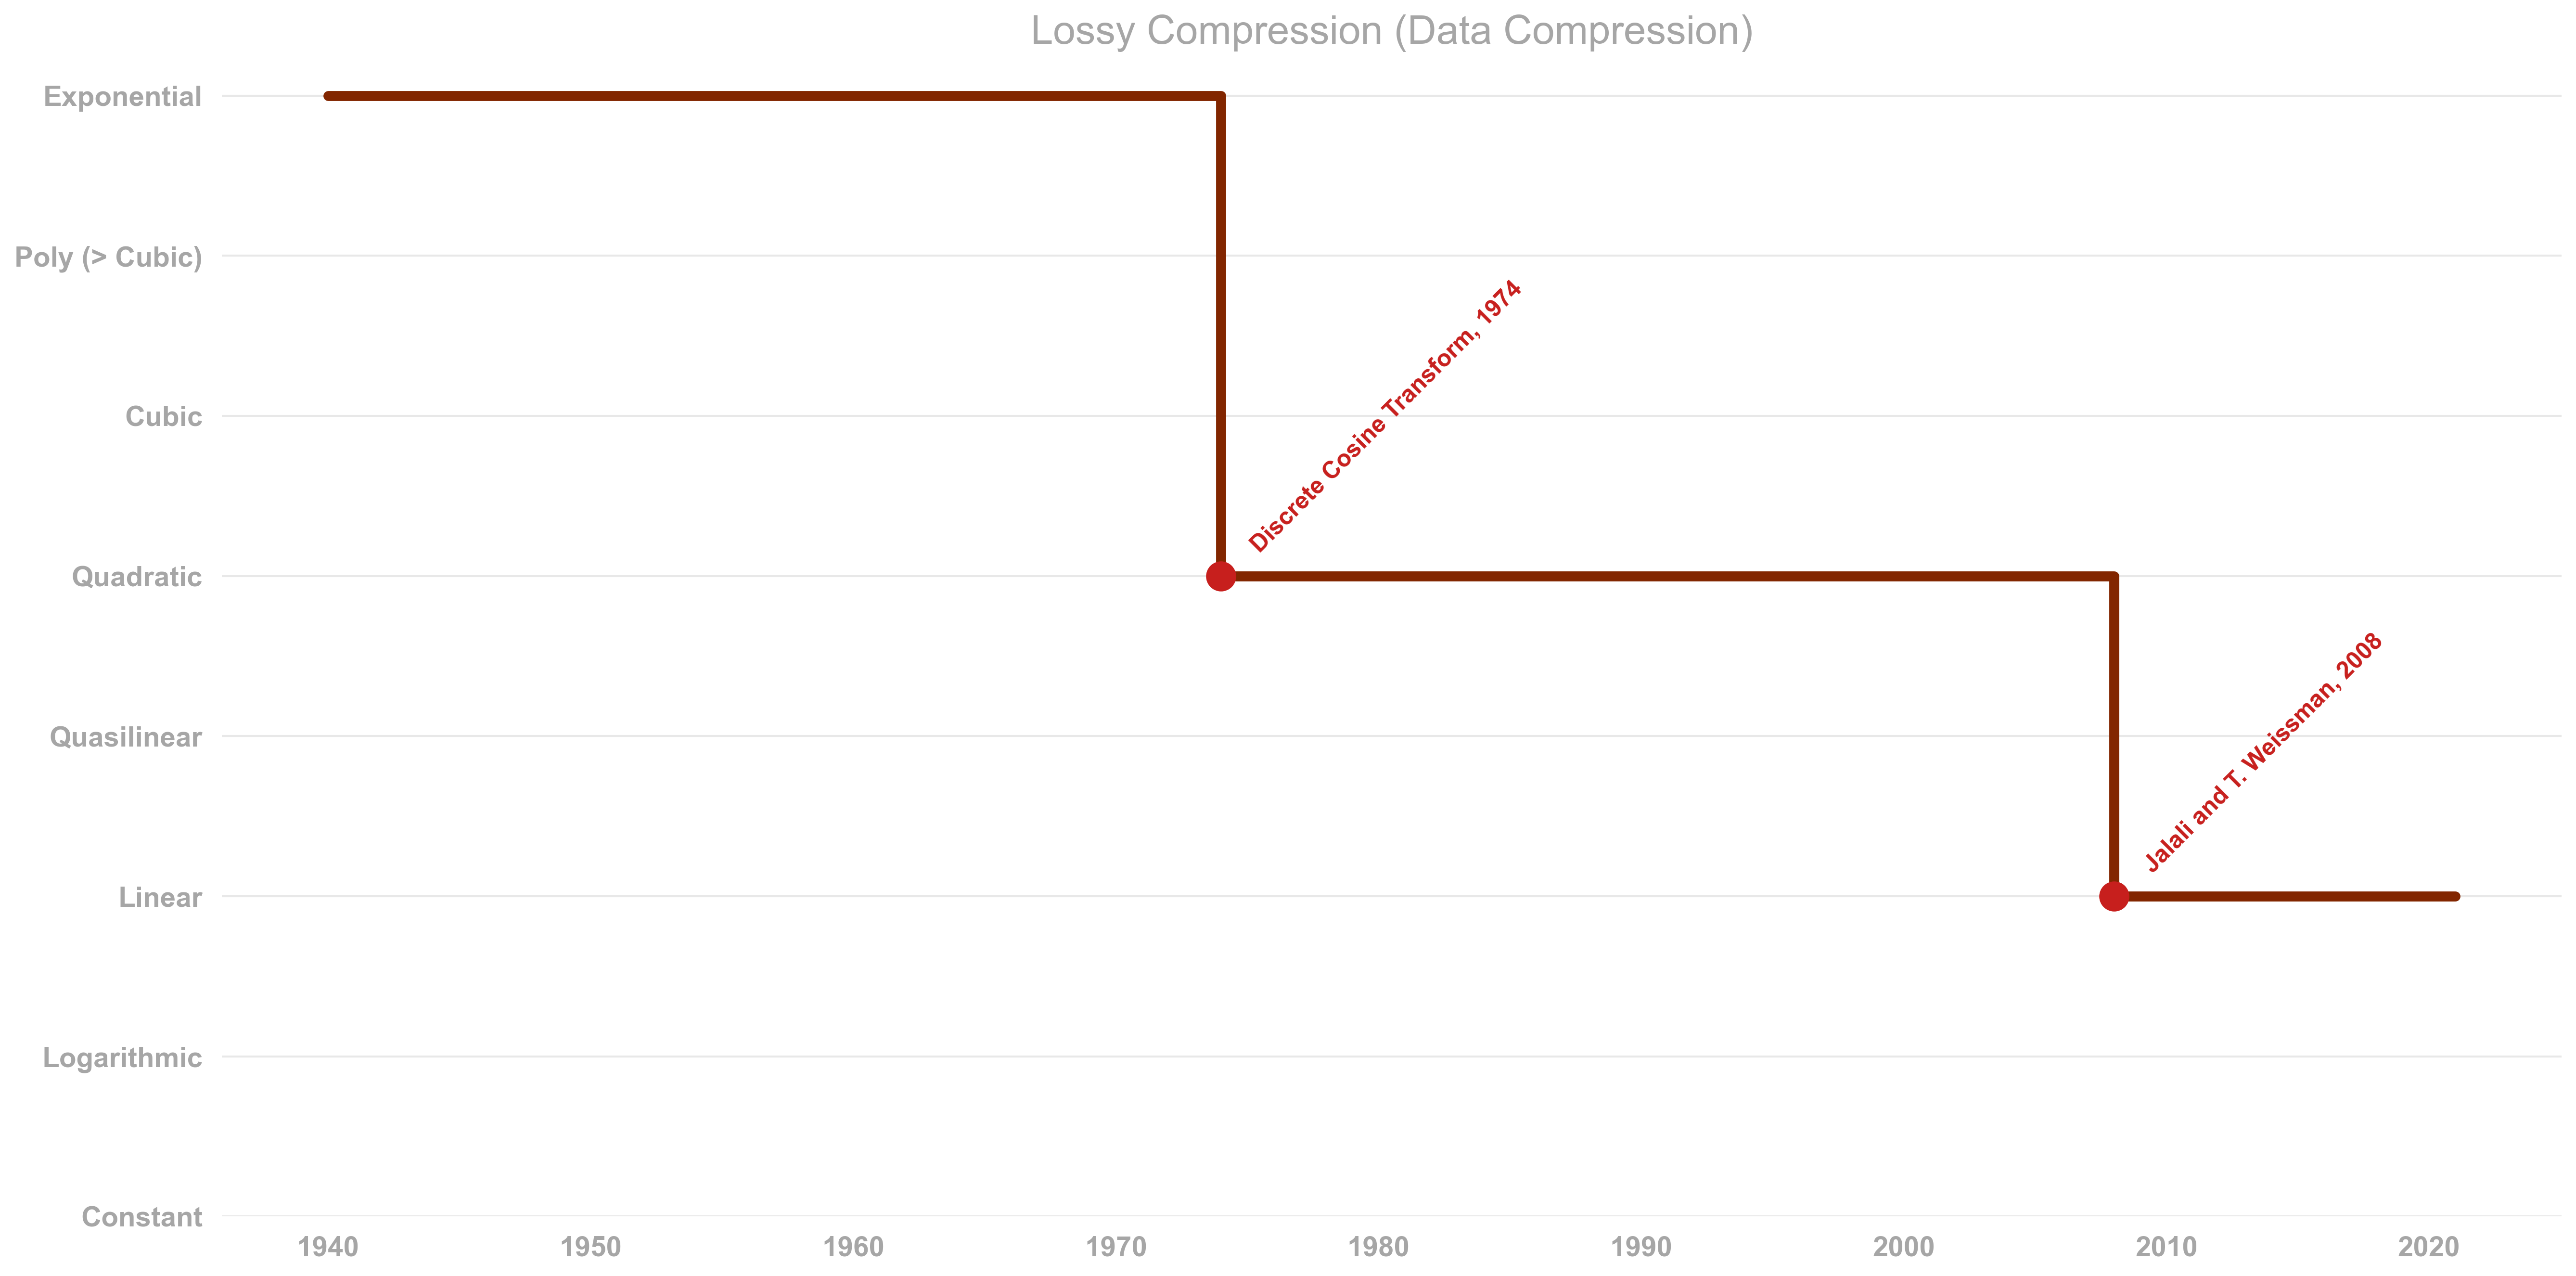 Lossy Compression (Data Compression)
Exponential
Poly (> Cubic)
Cubic
Quadratic
Quasilinear
Linear
Logarithmic
Constant
Discrete Cosine Transform, 1974
Jalali and T. Weissman, 2008
1940 1950 1960 1970 1980 1990 2000 2010 2020